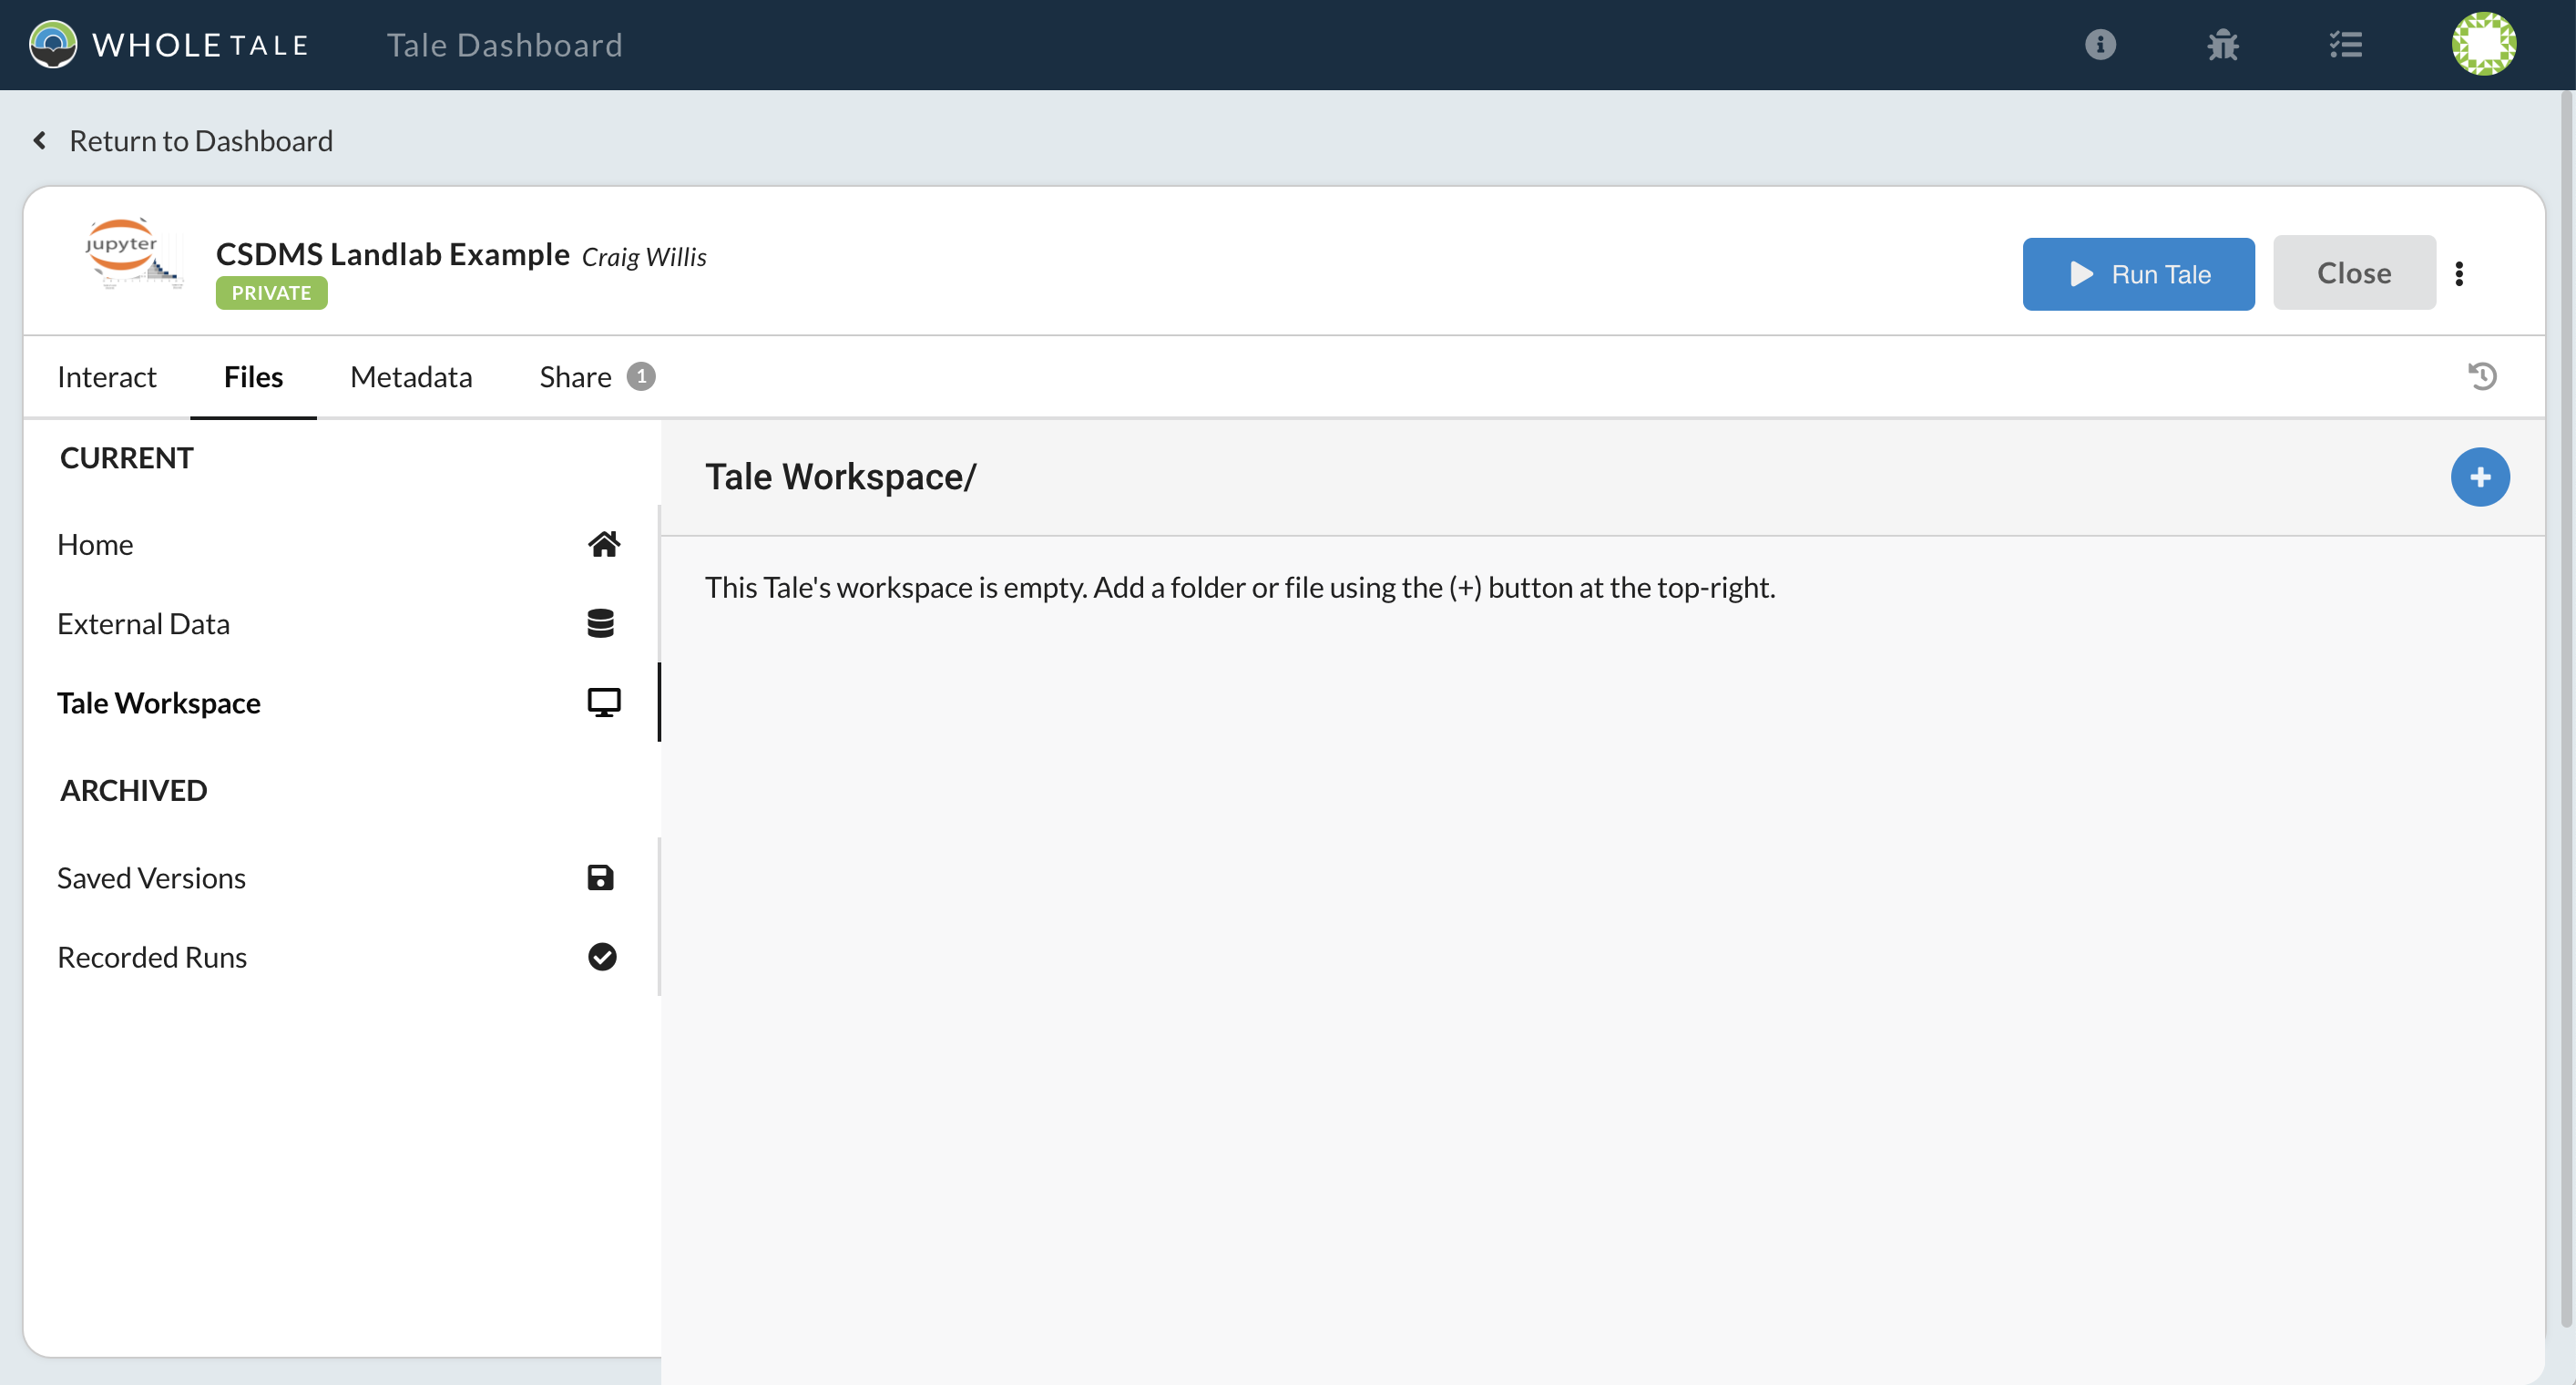 WHOLE TALE Tale Dashboard
Return to Dashboard
jupyter
CSDMS Landlab Example Craig Willis
PRIVATE
Run Tale
Close
Interact Files Metadata Share 1
CURRENT
Home
External Data
Tale Workspace
ARCHIVED
Saved Versions
Recorded Runs
Tale Workspace/
This Tale's workspace is empty. Add a folder or file using the (+) button at the top-right.